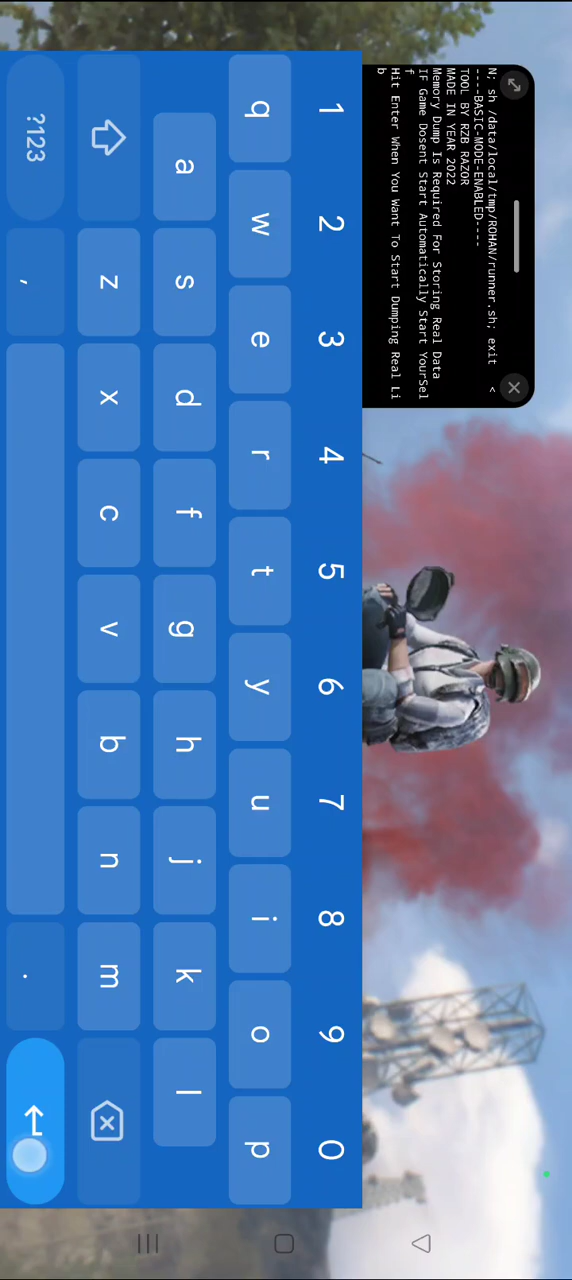 N; sh /data/local/tmp/ROHAN/runner.sh; exit <
----BASIC-MODE-ENABLED----
TOOL BY RZB RAZOR
MADE IN YEAR 2022
Memory Dump Is Required For Storing Real Data
IF Game Dosent Start Automatically Start YourSel
f
Hit Enter When You Want To Start Dumping Real Li
b
1 2 3 4 5 6 7 8 9 0
q w e r t y u i o p
a s d f g h j k l
z x c v b n m
?123 , .